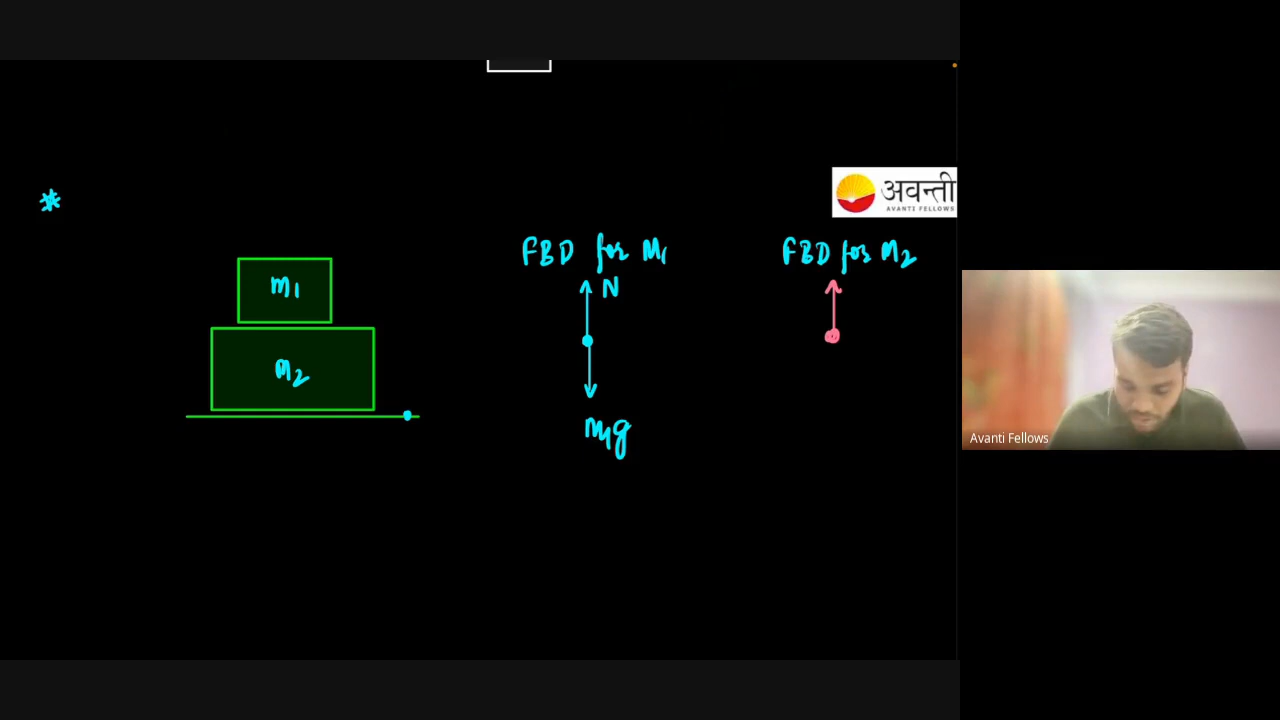 *
अवन्ती
AVANTI FELLOWS
FBD for M1
FBD for M2
N
m1
m2
m1g
Avanti Fellows